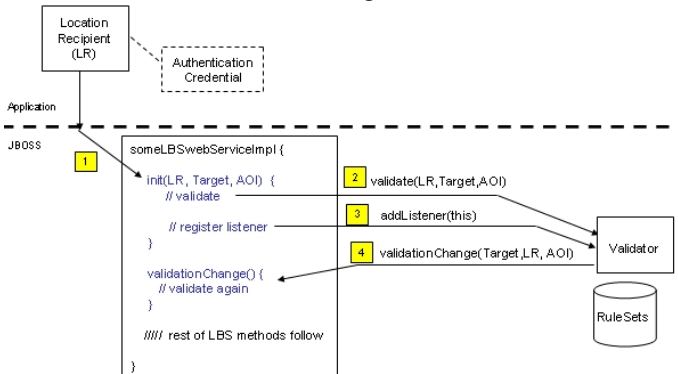 Location
Recipient
(LR)
Authentication
Credential
Application
JBOSS
1
someLBSwebServiceImpl {
init(LR, Target, AOI) {
// validate
// register listener
}
validationChange() {
// validate again
}
///// rest of LBS methods follow
}
2
validate(LR,Target,AOI)
3
addListener(this)
4
validationChange(Target,LR, AOI)
Validator
RuleSets